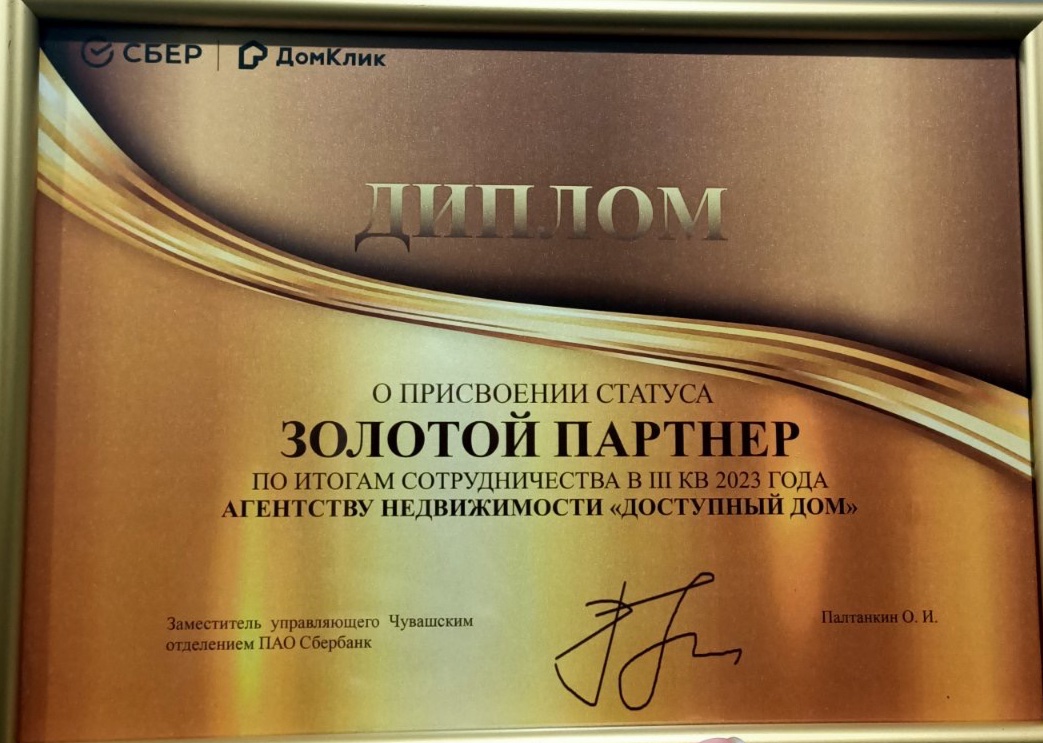 СБЕР | ДомКлик
ДИПЛОМ
О ПРИСВОЕНИИ СТАТУСА
ЗОЛОТОЙ ПАРТНЕР
ПО ИТОГАМ СОТРУДНИЧЕСТВА В III КВ 2023 ГОДА
АГЕНТСТВУ НЕДВИЖИМОСТИ «ДОСТУПНЫЙ ДОМ»
Заместитель управляющего Чувашским
отделением ПАО Сбербанк
Палтанкин О. И.